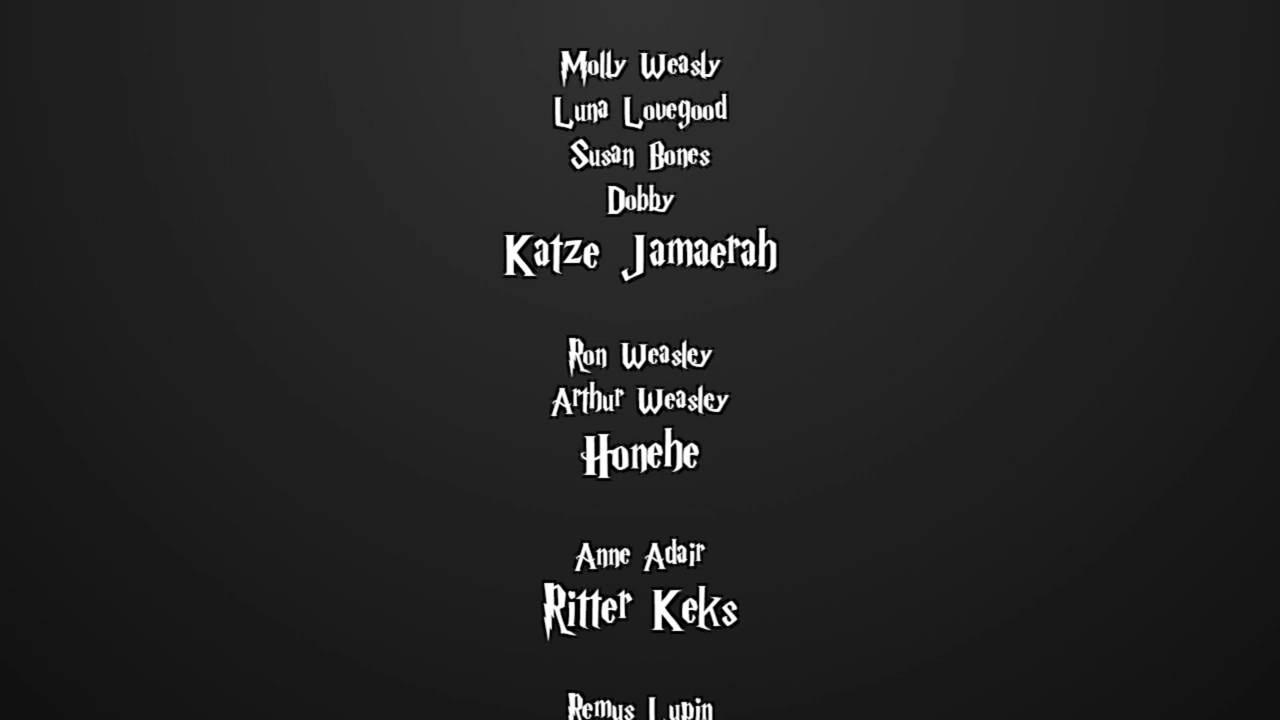 Molly Weasly
Luna Lovegood
Susan Bones
Dobby
Katze Jamaerah
Ron Weasley
Arthur Weasley
Honehe
Anne Adair
Ritter Keks
Remus Lupin